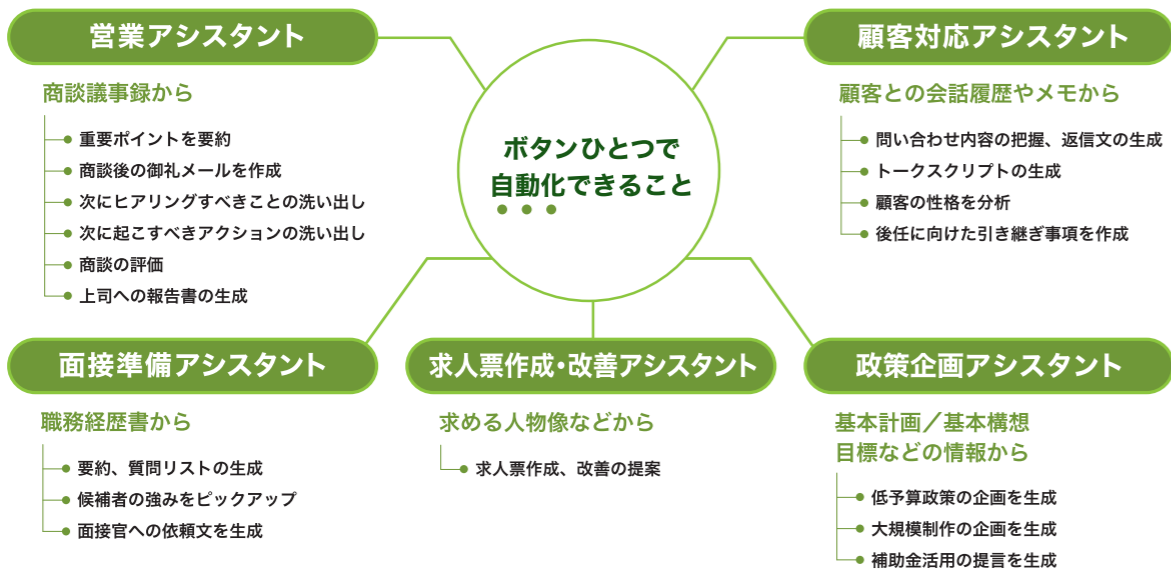 営業アシスタント
商談議事録から
重要ポイントを要約
商談後の御礼メールを作成
次にヒアリングすべきことの洗い出し
次に起こすべきアクションの洗い出し
商談の評価
上司への報告書の生成
ボタンひとつで
自動化できること
顧客対応アシスタント
顧客との会話履歴やメモから
問い合わせ内容の把握、返信文の生成
トークスクリプトの生成
顧客の性格を分析
後任に向けた引き継ぎ事項を作成
面接準備アシスタント
職務経歴書から
要約、質問リストの生成
候補者の強みをピックアップ
面接官への依頼文を生成
求人票作成・改善アシスタント
求める人物像などから
求人票作成、改善の提案
政策企画アシスタント
基本計画／基本構想
目標などの情報から
低予算政策の企画を生成
大規模制作の企画を生成
補助金活用の提言を生成